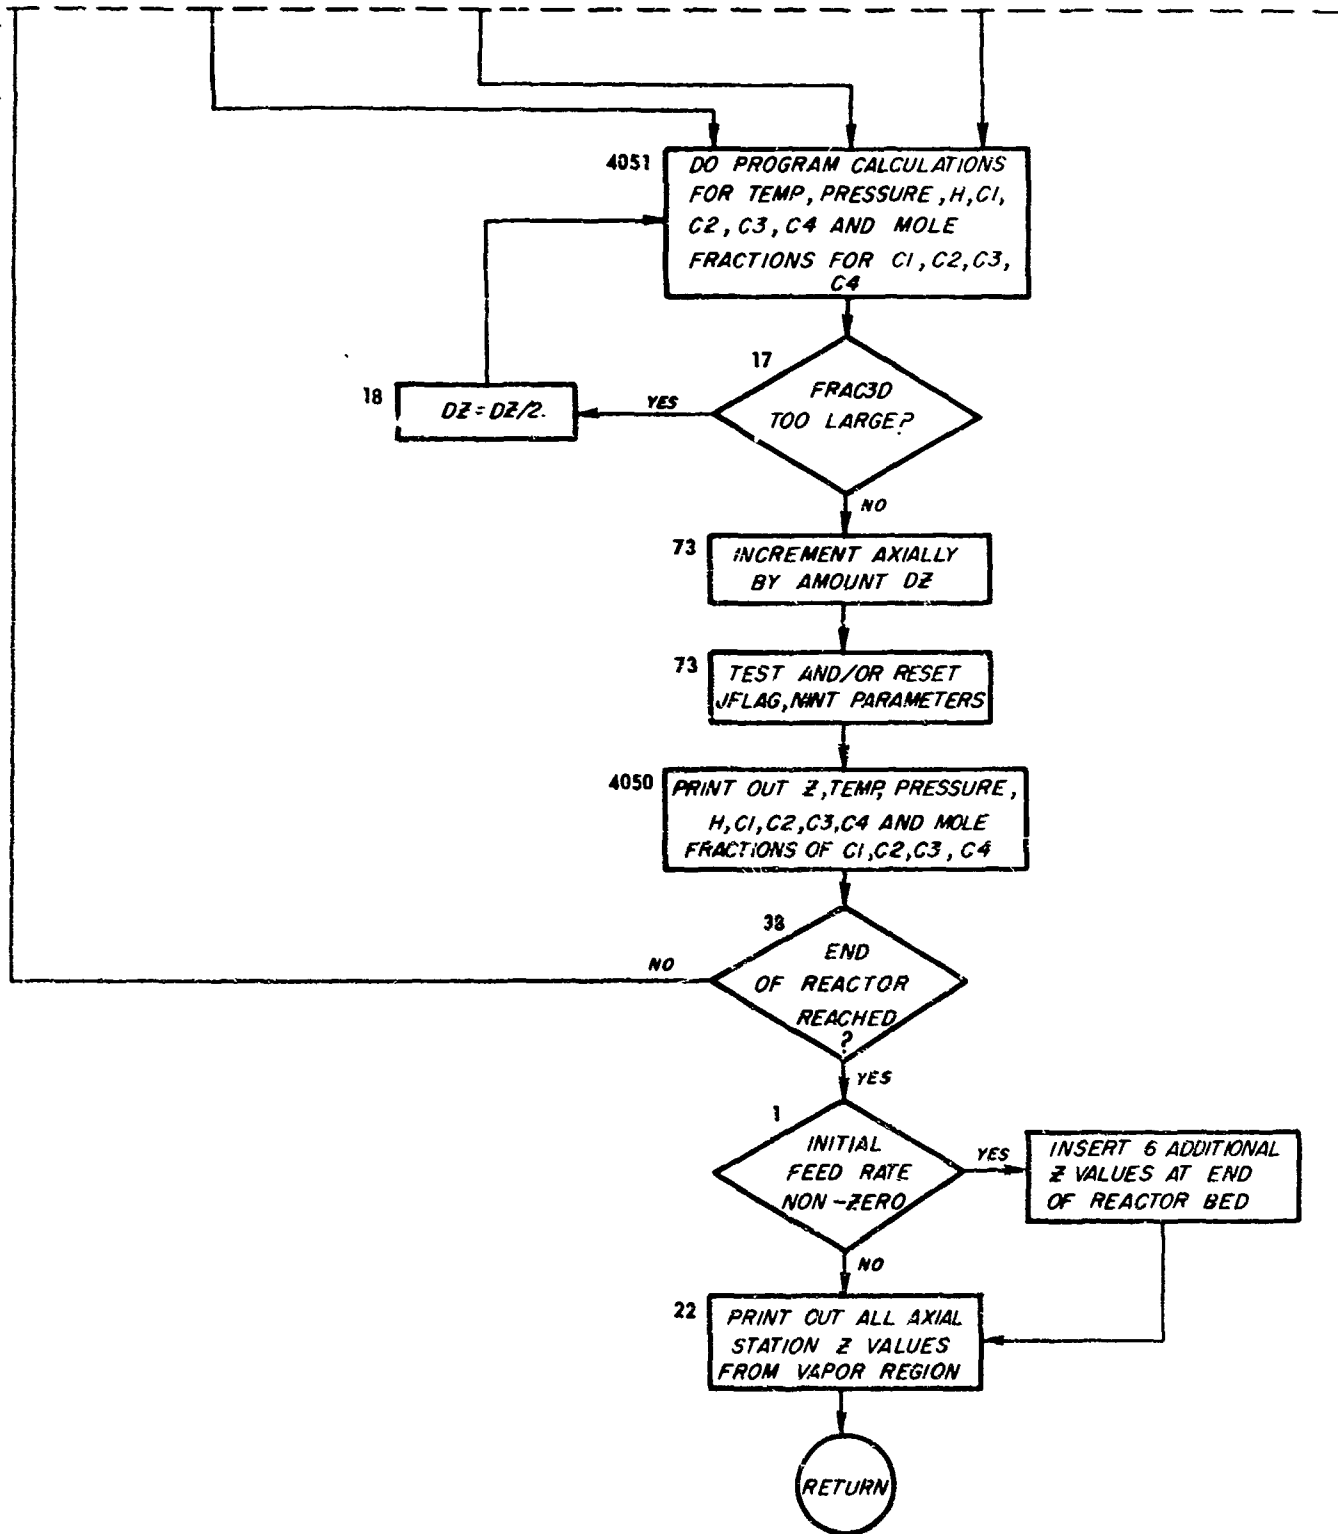 4051
DO PROGRAM CALCULATIONS
FOR TEMP, PRESSURE, H, C1,
C2, C3, C4 AND MOLE
FRACTIONS FOR C1, C2, C3,
C4
17
FRAC3D
TOO LARGE?
YES
18
DZ = DZ/2.
NO
73
INCREMENT AXIALLY
BY AMOUNT DZ
73
TEST AND/OR RESET
JFLAG, NINT PARAMETERS
4050
PRINT OUT Z, TEMP, PRESSURE,
H, C1, C2, C3, C4 AND MOLE
FRACTIONS OF C1, C2, C3, C4
38
END
OF REACTOR
REACHED
?
NO
YES
1
INITIAL
FEED RATE
NON-ZERO
YES
INSERT 6 ADDITIONAL
Z VALUES AT END
OF REACTOR BED
NO
22
PRINT OUT ALL AXIAL
STATION Z VALUES
FROM VAPOR REGION
RETURN